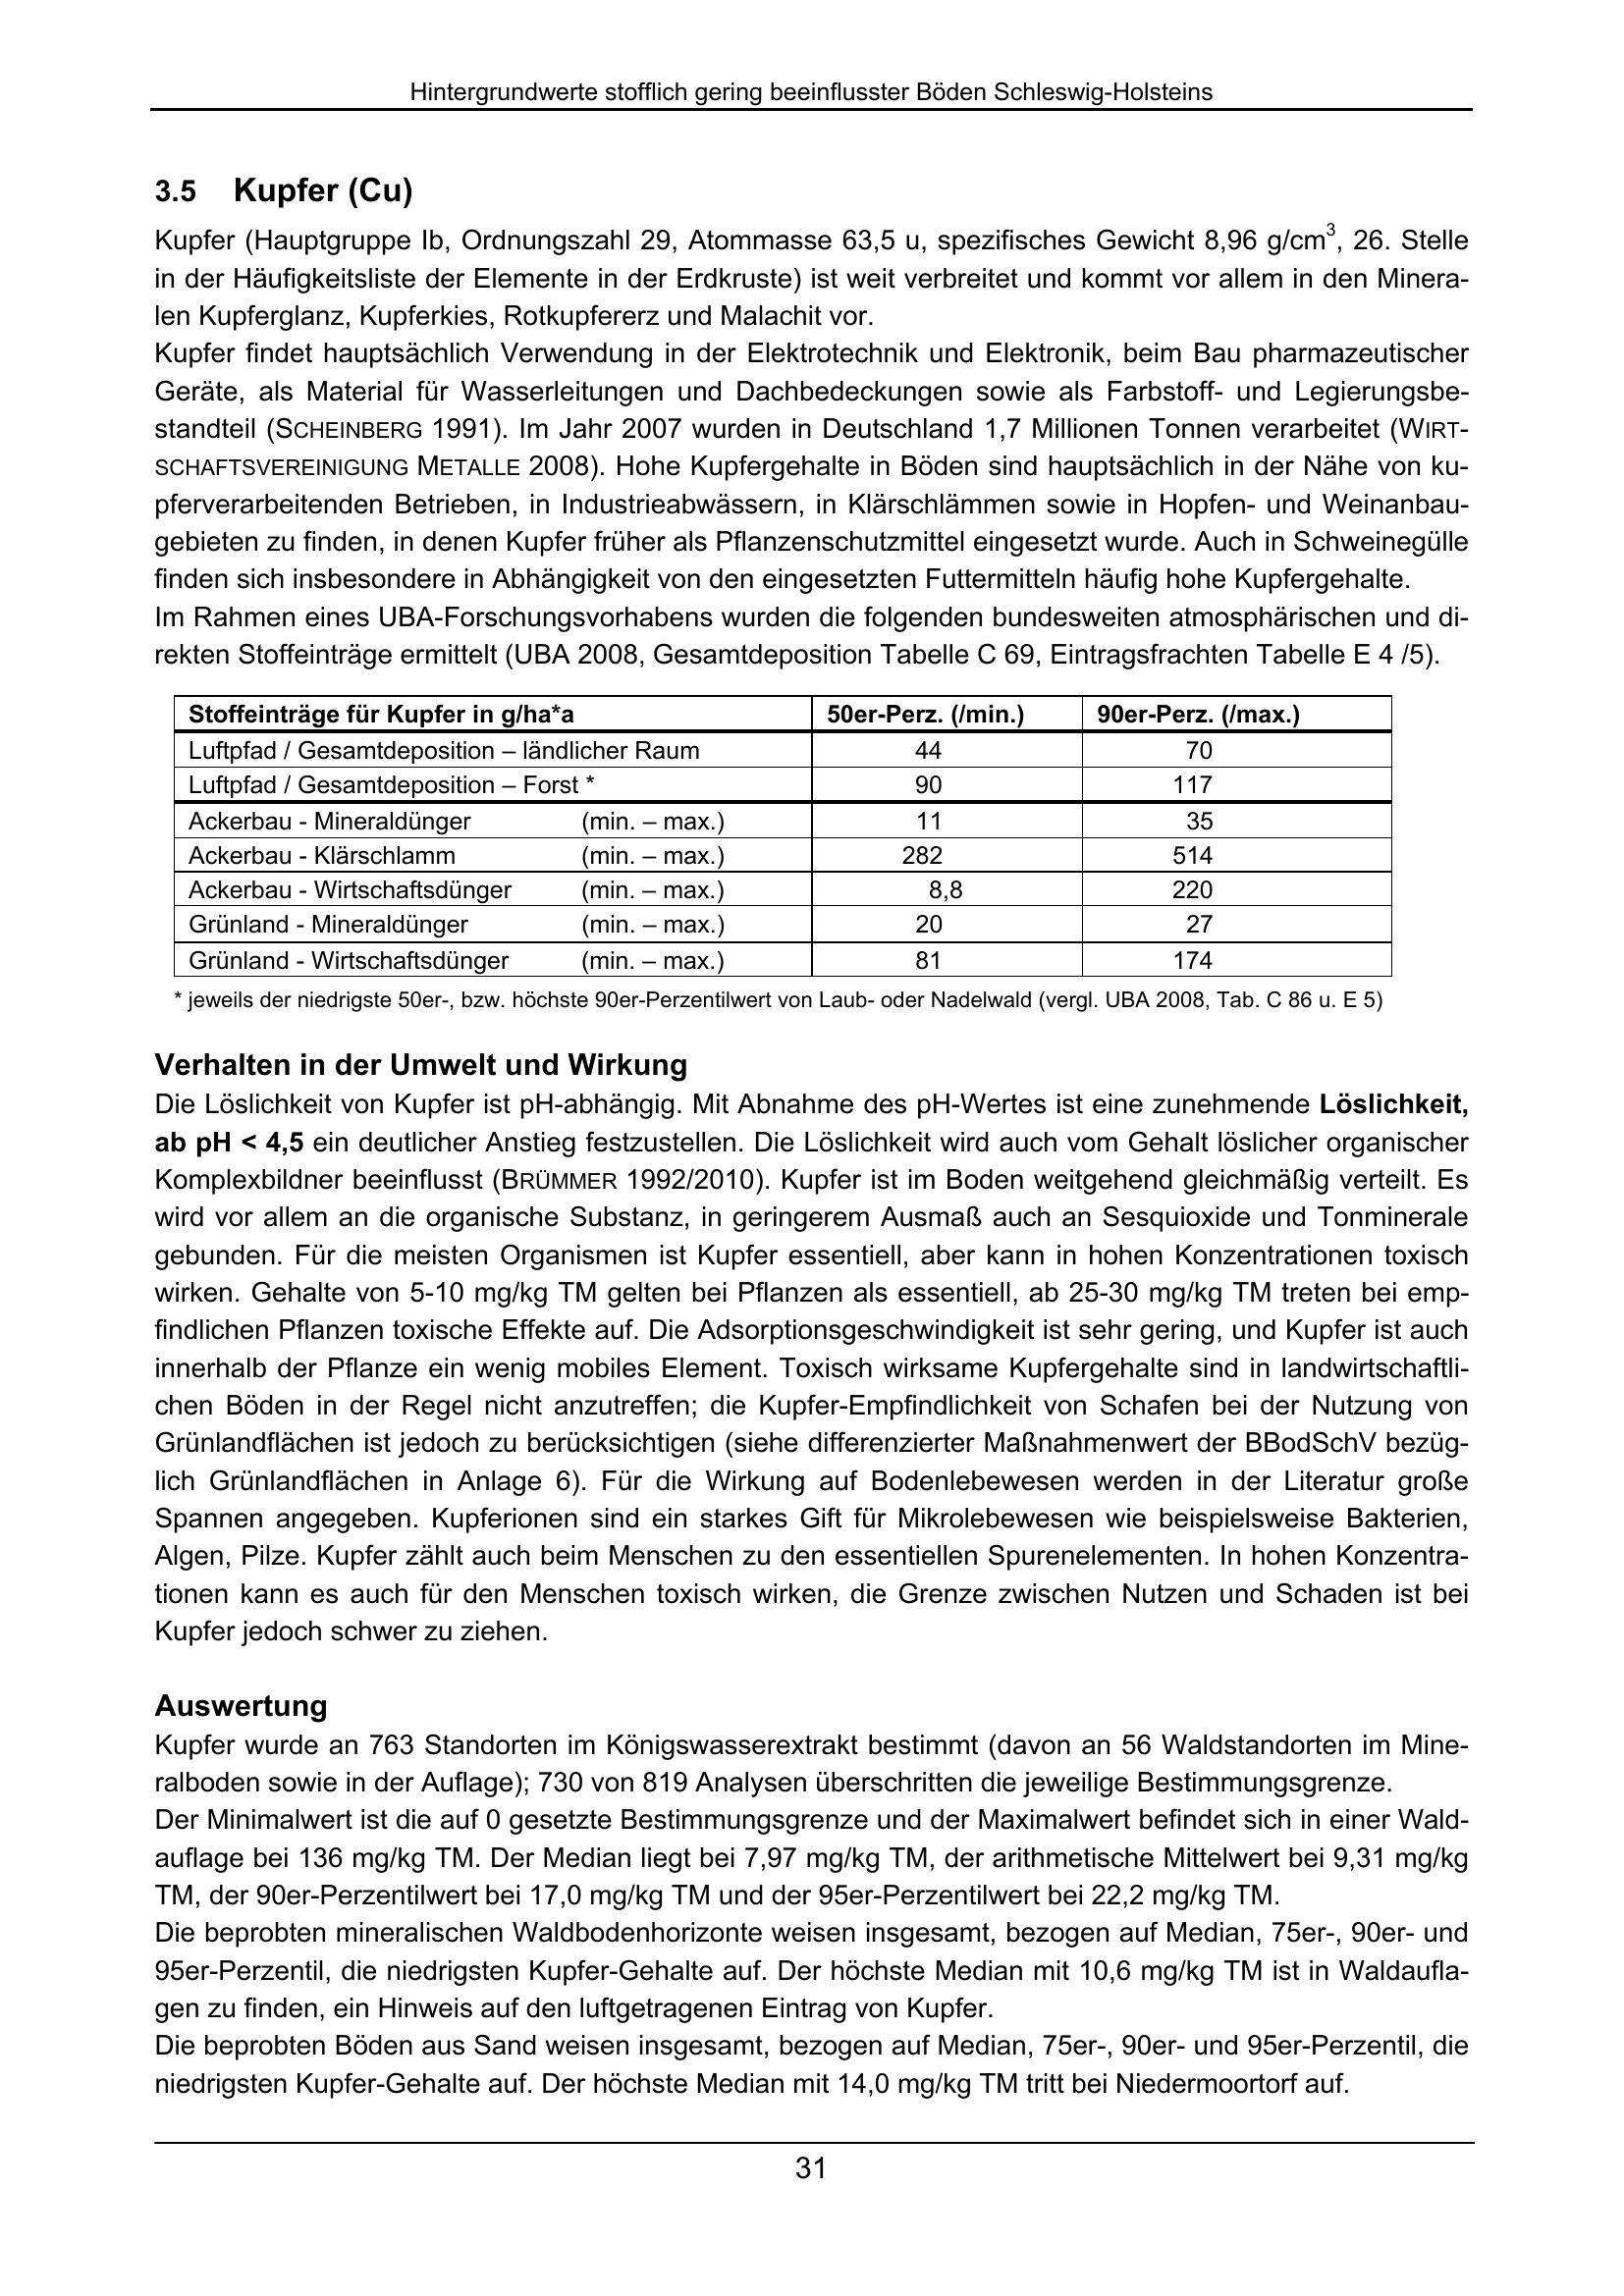 Hintergrundwerte stofflich gering beeinflusster Böden Schleswig-Holsteins
3.5 Kupfer (Cu)
Kupfer (Hauptgruppe Ib, Ordnungszahl 29, Atommasse 63,5 u, spezifisches Gewicht 8,96 g/cm³, 26. Stelle
in der Häufigkeitsliste der Elemente in der Erdkruste) ist weit verbreitet und kommt vor allem in den Minera-
len Kupferglanz, Kupferkies, Rotkupfererz und Malachit vor.
Kupfer findet hauptsächlich Verwendung in der Elektrotechnik und Elektronik, beim Bau pharmazeutischer
Geräte, als Material für Wasserleitungen und Dachbedeckungen sowie als Farbstoff- und Legierungsbe-
standteil (SCHEINBERG 1991). Im Jahr 2007 wurden in Deutschland 1,7 Millionen Tonnen verarbeitet (WIRT-
SCHAFTSVEREINIGUNG METALLE 2008). Hohe Kupfergehalte in Böden sind hauptsächlich in der Nähe von ku-
pferverarbeitenden Betrieben, in Industrieabwässern, in Klärschlämmen sowie in Hopfen- und Weinanbau-
gebieten zu finden, in denen Kupfer früher als Pflanzenschutzmittel eingesetzt wurde. Auch in Schweinegülle
finden sich insbesondere in Abhängigkeit von den eingesetzten Futtermitteln häufig hohe Kupfergehalte.
Im Rahmen eines UBA-Forschungsvorhabens wurden die folgenden bundesweiten atmosphärischen und di-
rekten Stoffeinträge ermittelt (UBA 2008, Gesamtdeposition Tabelle C 69, Eintragsfrachten Tabelle E 4 /5).
Stoffeinträge für Kupfer in g/ha*a 50er-Perz. (/min.) 90er-Perz. (/max.)
Luftpfad / Gesamtdeposition – ländlicher Raum 44 70
Luftpfad / Gesamtdeposition – Forst * 90 117
Ackerbau - Mineraldünger (min. – max.) 11 35
Ackerbau - Klärschlamm (min. – max.) 282 514
Ackerbau - Wirtschaftsdünger (min. – max.) 8,8 220
Grünland - Mineraldünger (min. – max.) 20 27
Grünland - Wirtschaftsdünger (min. – max.) 81 174
* jeweils der niedrigste 50er-, bzw. höchste 90er-Perzentilwert von Laub- oder Nadelwald (vergl. UBA 2008, Tab. C 86 u. E 5)
Verhalten in der Umwelt und Wirkung
Die Löslichkeit von Kupfer ist pH-abhängig. Mit Abnahme des pH-Wertes ist eine zunehmende Löslichkeit,
ab pH < 4,5 ein deutlicher Anstieg festzustellen. Die Löslichkeit wird auch vom Gehalt löslicher organischer
Komplexbildner beeinflusst (BRÜMMER 1992/2010). Kupfer ist im Boden weitgehend gleichmäßig verteilt. Es
wird vor allem an die organische Substanz, in geringerem Ausmaß auch an Sesquioxide und Tonminerale
gebunden. Für die meisten Organismen ist Kupfer essentiell, aber kann in hohen Konzentrationen toxisch
wirken. Gehalte von 5-10 mg/kg TM gelten bei Pflanzen als essentiell, ab 25-30 mg/kg TM treten bei emp-
findlichen Pflanzen toxische Effekte auf. Die Adsorptionsgeschwindigkeit ist sehr gering, und Kupfer ist auch
innerhalb der Pflanze ein wenig mobiles Element. Toxisch wirksame Kupfergehalte sind in landwirtschaftli-
chen Böden in der Regel nicht anzutreffen; die Kupfer-Empfindlichkeit von Schafen bei der Nutzung von
Grünlandflächen ist jedoch zu berücksichtigen (siehe differenzierter Maßnahmenwert der BBodSchV bezüg-
lich Grünlandflächen in Anlage 6). Für die Wirkung auf Bodenlebewesen werden in der Literatur große
Spannen angegeben. Kupferionen sind ein starkes Gift für Mikrolebewesen wie beispielsweise Bakterien,
Algen, Pilze. Kupfer zählt auch beim Menschen zu den essentiellen Spurenelementen. In hohen Konzentra-
tionen kann es auch für den Menschen toxisch wirken, die Grenze zwischen Nutzen und Schaden ist bei
Kupfer jedoch schwer zu ziehen.
Auswertung
Kupfer wurde an 763 Standorten im Königswasserextrakt bestimmt (davon an 56 Waldstandorten im Mine-
ralboden sowie in der Auflage); 730 von 819 Analysen überschritten die jeweilige Bestimmungsgrenze.
Der Minimalwert ist die auf 0 gesetzte Bestimmungsgrenze und der Maximalwert befindet sich in einer Wald-
auflage bei 136 mg/kg TM. Der Median liegt bei 7,97 mg/kg TM, der arithmetische Mittelwert bei 9,31 mg/kg
TM, der 90er-Perzentilwert bei 17,0 mg/kg TM und der 95er-Perzentilwert bei 22,2 mg/kg TM.
Die beprobten mineralischen Waldbodenhorizonte weisen insgesamt, bezogen auf Median, 75er-, 90er- und
95er-Perzentil, die niedrigsten Kupfer-Gehalte auf. Der höchste Median mit 10,6 mg/kg TM ist in Waldaufla-
gen zu finden, ein Hinweis auf den luftgetragenen Eintrag von Kupfer.
Die beprobten Böden aus Sand weisen insgesamt, bezogen auf Median, 75er-, 90er- und 95er-Perzentil, die
niedrigsten Kupfer-Gehalte auf. Der höchste Median mit 14,0 mg/kg TM tritt bei Niedermoortorf auf.
31